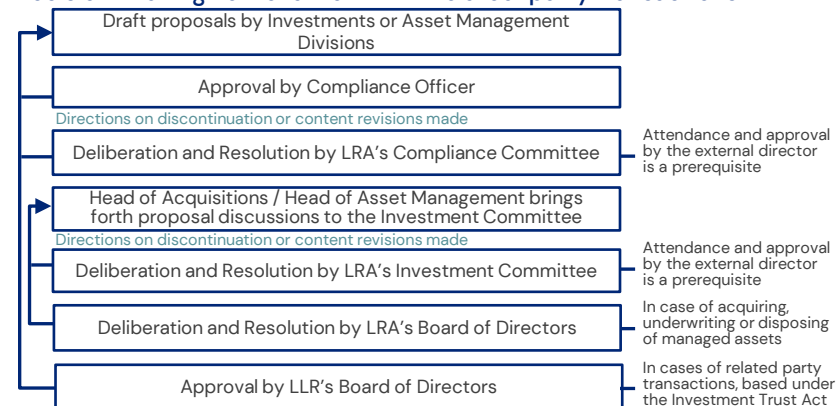 Draft proposals by Investments or Asset Management
Divisions
Approval by Compliance Officer
Directions on discontinuation or content revisions made
Deliberation and Resolution by LRA's Compliance Committee
Attendance and approval
by the external director
is a prerequisite
Head of Acquisitions / Head of Asset Management brings
forth proposal discussions to the Investment Committee
Directions on discontinuation or content revisions made
Deliberation and Resolution by LRA's Investment Committee
Attendance and approval
by the external director
is a prerequisite
Deliberation and Resolution by LRA's Board of Directors
In case of acquiring,
underwriting or disposing
of managed assets
Approval by LLR's Board of Directors
In cases of related party
transactions, based under
the Investment Trust Act